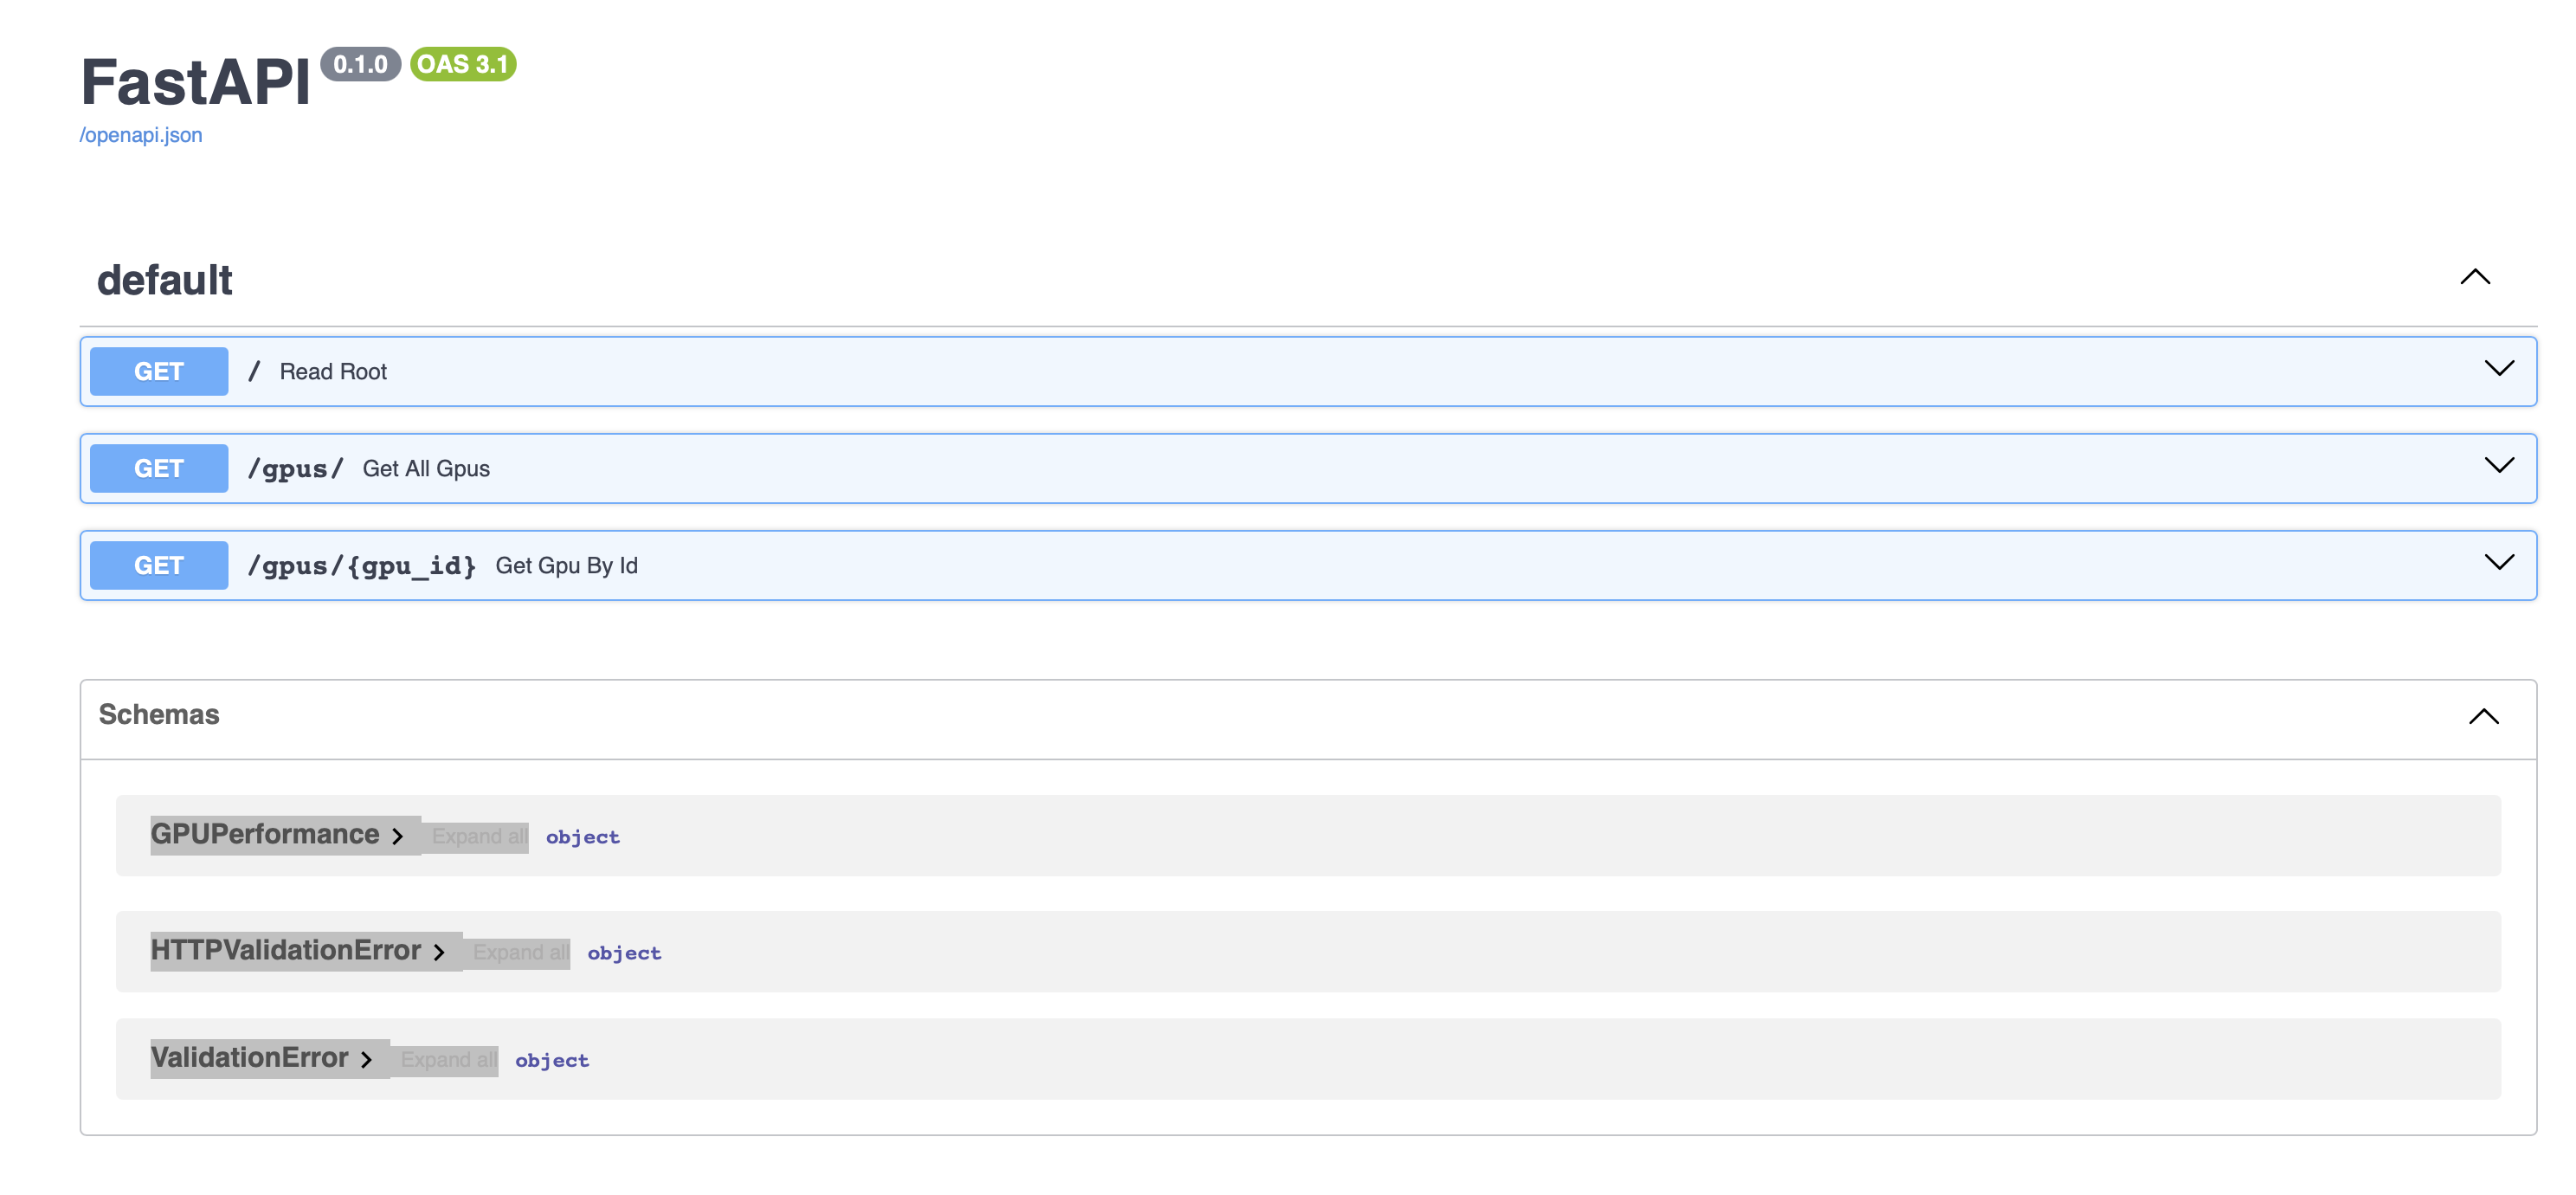 FastAPI 0.1.0 OAS 3.1
/openapi.json
default
GET / Read Root
GET /gpus/ Get All Gpus
GET /gpus/{gpu_id} Get Gpu By Id
Schemas
GPUPerformance Expand all object
HTTPValidationError Expand all object
ValidationError Expand all object